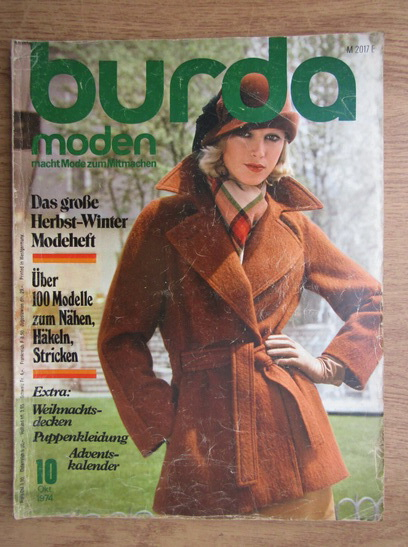 burda
M 2017 E
moden
macht Mode zum Mitmachen
Das große
Herbst-Winter
Modeheft
Über
100 Modelle
zum Nähen,
Häkeln,
Stricken
Extra:
Weihnachts-
decken
Puppenkleidung
Advents-
kalender
10
Okt.
1974